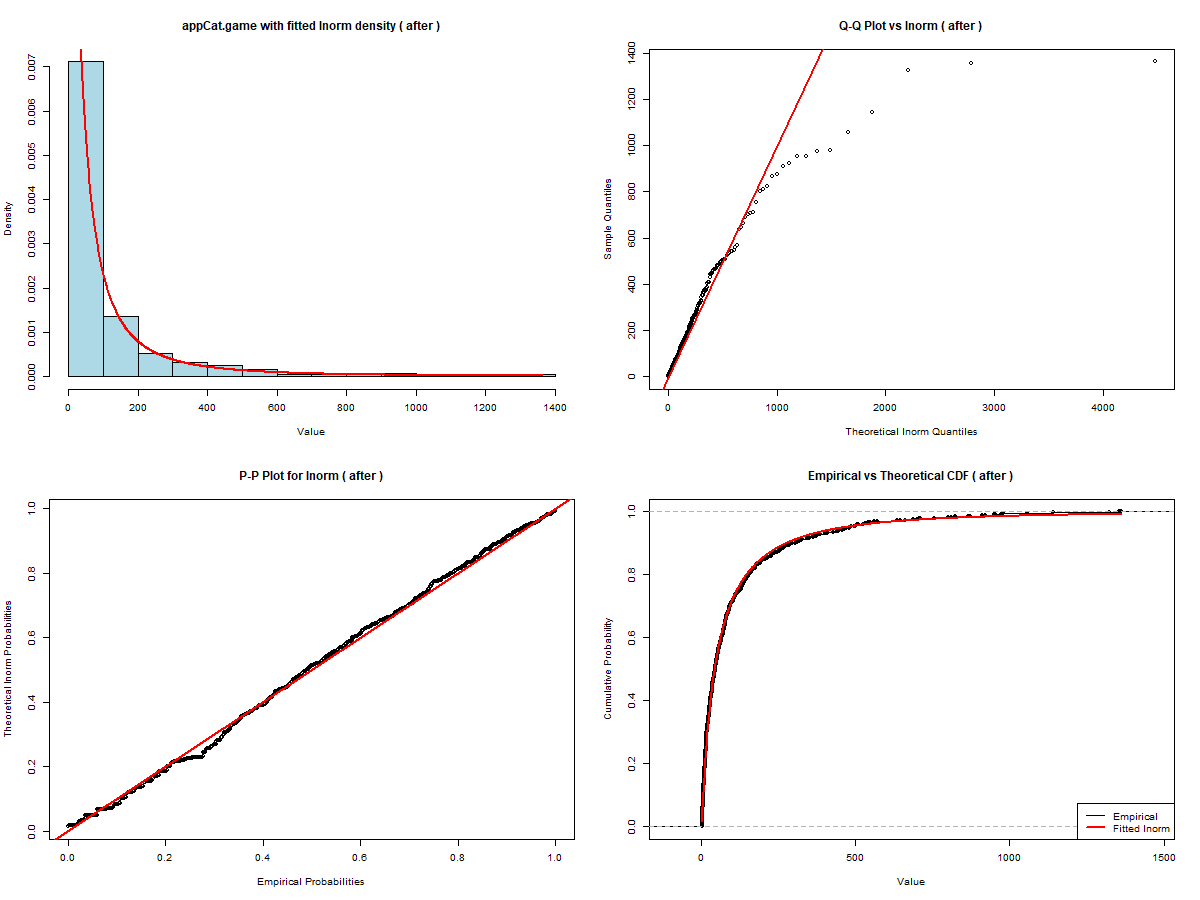 appCat.game with fitted lnorm density ( after )
Density
0.000 0.001 0.002 0.003 0.004 0.005 0.006 0.007
0 200 400 600 800 1000 1200 1400
Value
Q-Q Plot vs lnorm ( after )
Sample Quantiles
0 200 400 600 800 1000 1200 1400
0 1000 2000 3000 4000
Theoretical lnorm Quantiles
P-P Plot for lnorm ( after )
Theoretical lnorm Probabilities
0.0 0.2 0.4 0.6 0.8 1.0
0.0 0.2 0.4 0.6 0.8 1.0
Empirical Probabilities
Empirical vs Theoretical CDF ( after )
Cumulative Probability
0.0 0.2 0.4 0.6 0.8 1.0
Empirical
Fitted lnorm
0 500 1000 1500
Value